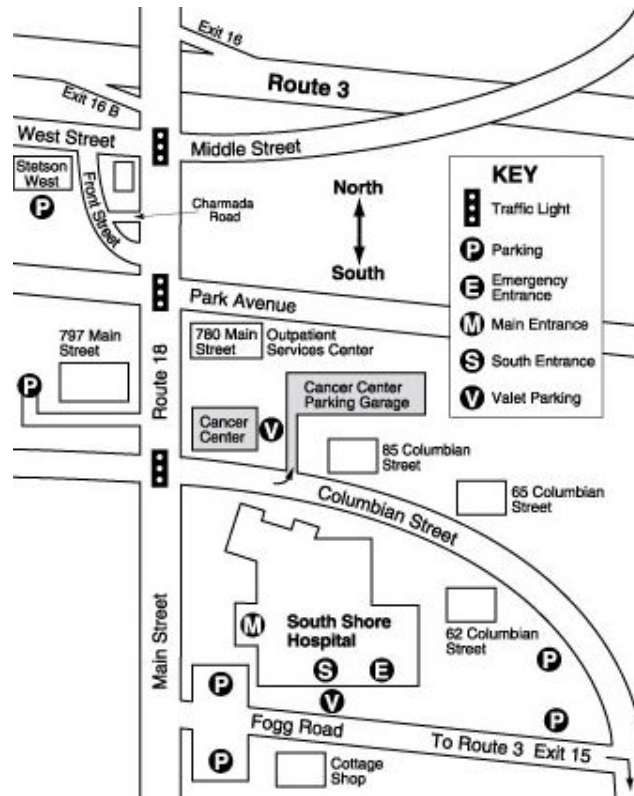 Exit 16
Route 3
Exit 16 B
West Street
Middle Street
Stetson
West
P
Front Street
Charmada
Road
North
South
KEY
Traffic Light
P
Parking
E
Emergency
Entrance
M
Main Entrance
S
South Entrance
V
Valet Parking
Park Avenue
797 Main
Street
P
Route 18
780 Main
Street
Outpatient
Services Center
Cancer Center
Parking Garage
Cancer
Center
V
85 Columbian
Street
65 Columbian
Street
Columbian Street
Main Street
M
South Shore
Hospital
S
E
V
62 Columbian
Street
P
P
P
P
Fogg Road
To Route 3 Exit 15
Cottage
Shop